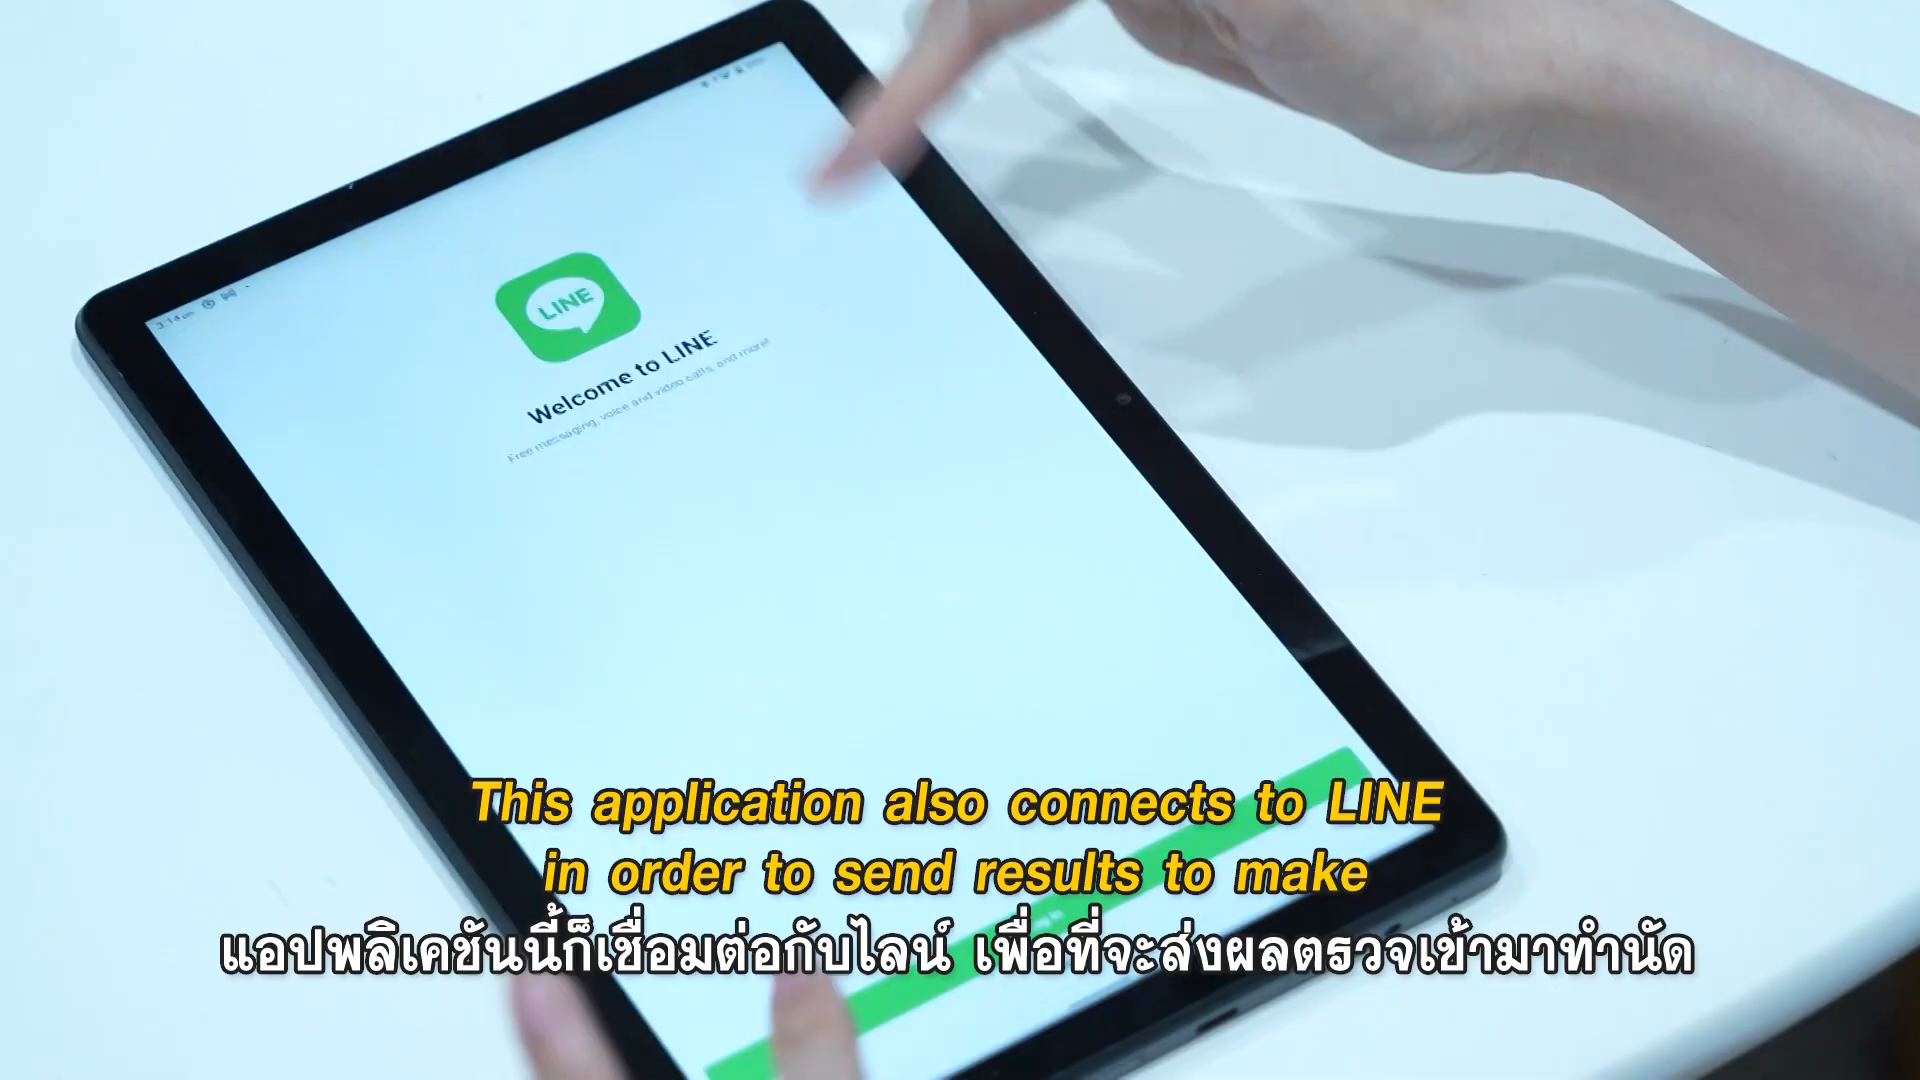 LINE
Welcome to LINE
Free messaging, voice and video calls, and more!
This application also connects to LINE
in order to send results to make
แอปพลิเคชันนี้ก็เชื่อมต่อกับไลน์ เพื่อที่จะส่งผลตรวจเข้ามาทำนัด